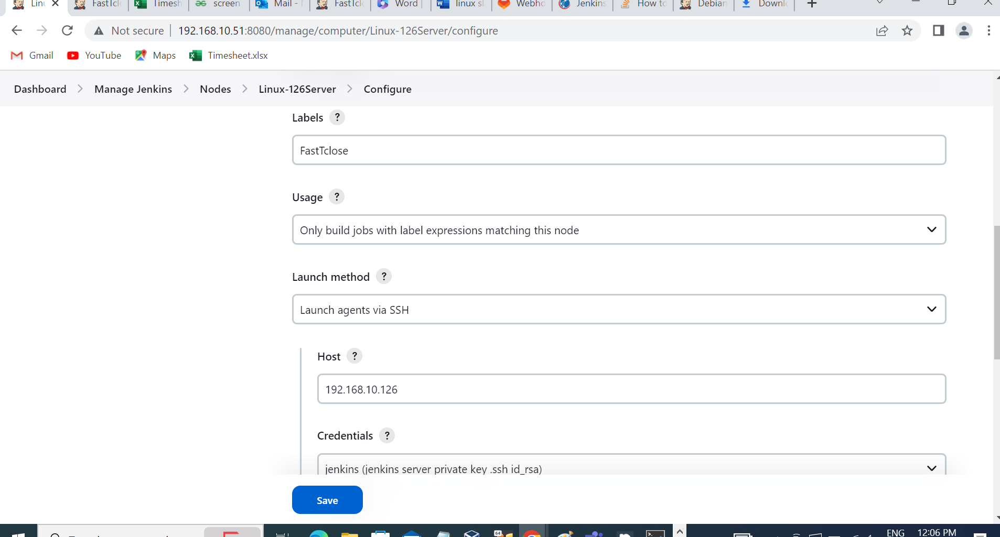 Linu FastTcl Timesh screen Mail - FastTclo Word linux s Webho Jenkins How to Debian Downl
Not secure 192.168.10.51:8080/manage/computer/Linux-126Server/configure
Gmail YouTube Maps Timesheet.xlsx
Dashboard Manage Jenkins Nodes Linux-126Server Configure
Labels ?
FastTclose
Usage ?
Only build jobs with label expressions matching this node
Launch method ?
Launch agents via SSH
Host ?
192.168.10.126
Credentials ?
jenkins (jenkins server private key .ssh id_rsa)
Save
64
ENG 12:06 PM